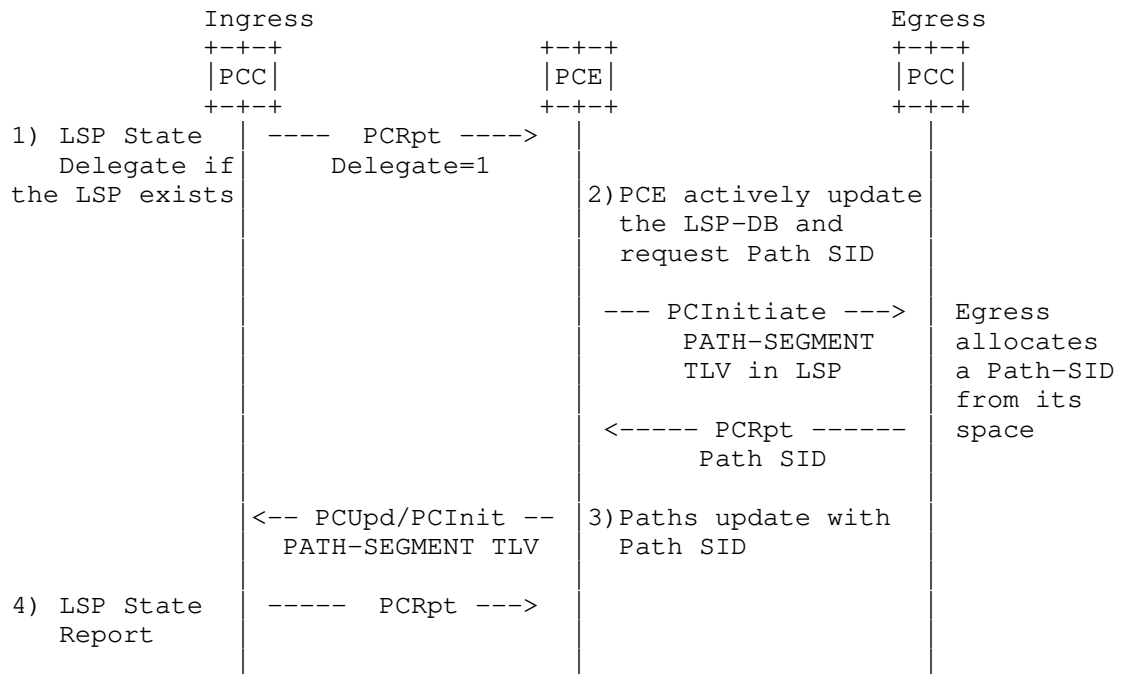 Ingress Egress
+-+-+ +-+-+ +-+-+
|PCC| |PCE| |PCC|
+-+-+ +-+-+ +-+-+
1) LSP State | ---- PCRpt ----> | |
Delegate if| Delegate=1 | |
the LSP exists| |2)PCE actively update|
| | the LSP-DB and |
| | request Path SID |
| | |
| | --- PCInitiate ---> | Egress
| | PATH-SEGMENT | allocates
| | TLV in LSP | a Path-SID
| | | from its
| | <----- PCRpt ------ | space
| | Path SID |
| | |
|<-- PCUpd/PCInit -- |3)Paths update with |
| PATH-SEGMENT TLV | Path SID |
| | |
4) LSP State | ----- PCRpt ---> | |
Report | | |
| | |